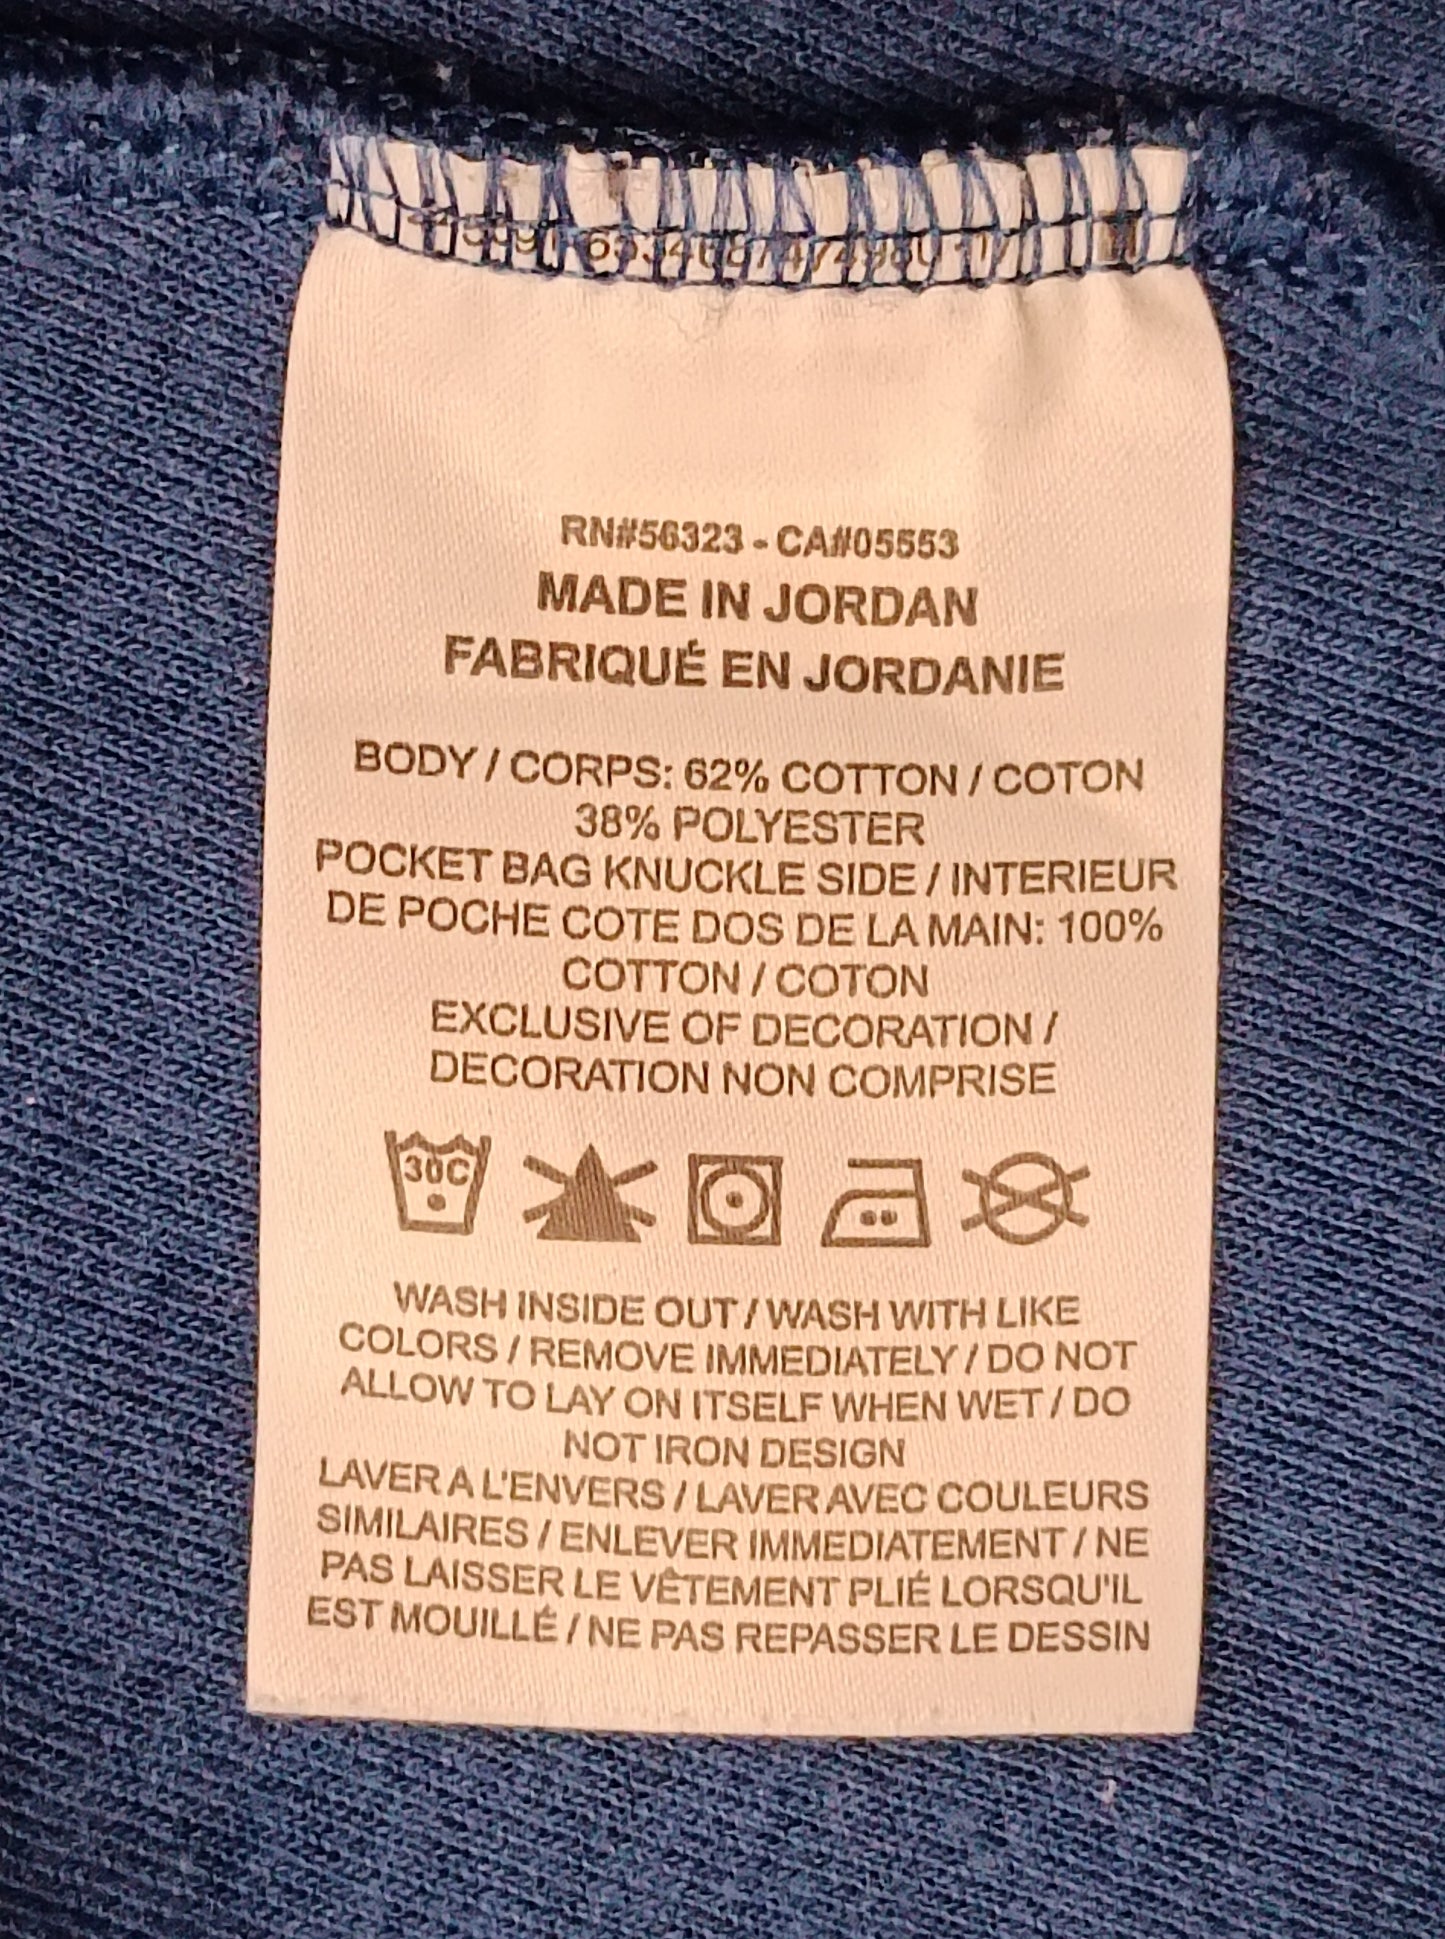 RN#56323 - CA#05553
MADE IN JORDAN
FABRIQUÉ EN JORDANIE
BODY / CORPS: 62% COTTON / COTON
38% POLYESTER
POCKET BAG KNUCKLE SIDE / INTERIEUR
DE POCHE COTE DOS DE LA MAIN: 100%
COTTON / COTON
EXCLUSIVE OF DECORATION /
DECORATION NON COMPRISE
30C
WASH INSIDE OUT / WASH WITH LIKE
COLORS / REMOVE IMMEDIATELY / DO NOT
ALLOW TO LAY ON ITSELF WHEN WET / DO
NOT IRON DESIGN
LAVER A L'ENVERS / LAVER AVEC COULEURS
SIMILAIRES / ENLEVER IMMEDIATEMENT / NE
PAS LAISSER LE VÊTEMENT PLIÉ LORSQU'IL
EST MOUILLÉ / NE PAS REPASSER LE DESSIN